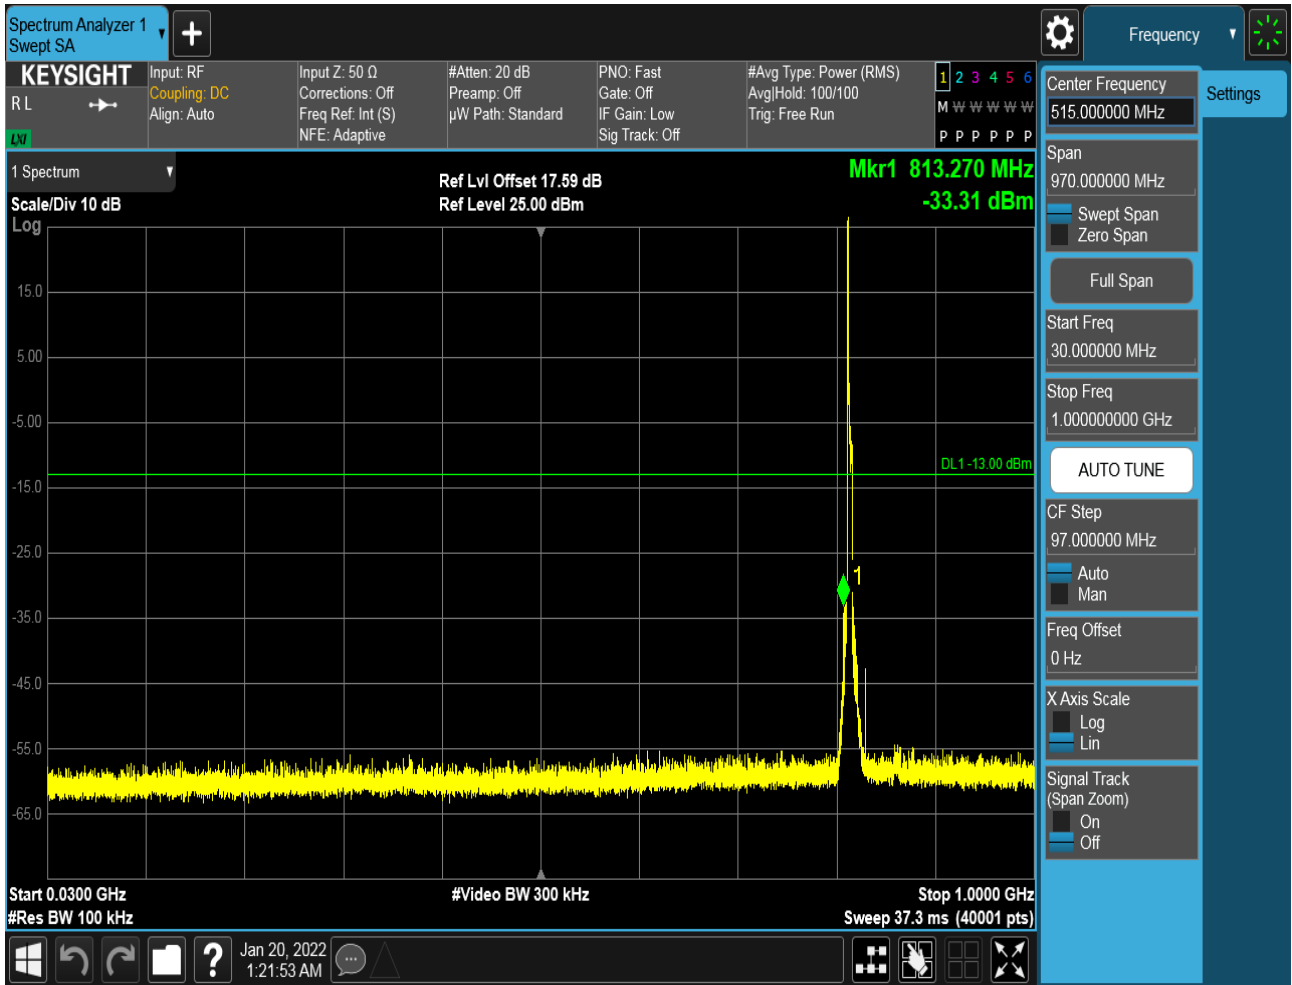 Spectrum Analyzer 1
Swept SA
+
Frequency
KEYSIGHT
R L
LXI
Input: RF
Coupling: DC
Align: Auto
Input Z: 50 Ω
Corrections: Off
Freq Ref: Int (S)
NFE: Adaptive
#Atten: 20 dB
Preamp: Off
µW Path: Standard
PNO: Fast
Gate: Off
IF Gain: Low
Sig Track: Off
#Avg Type: Power (RMS)
Avg|Hold: 100/100
Trig: Free Run
1 2 3 4 5 6
M W W W W W
P P P P P P
Center Frequency
515.000000 MHz
Settings
Span
970.000000 MHz
Swept Span
Zero Span
Full Span
Start Freq
30.000000 MHz
Stop Freq
1.000000000 GHz
AUTO TUNE
CF Step
97.000000 MHz
Auto
Man
Freq Offset
0 Hz
X Axis Scale
Log
Lin
Signal Track
(Span Zoom)
On
Off
1 Spectrum
Scale/Div 10 dB
Log
Ref Lvl Offset 17.59 dB
Ref Level 25.00 dBm
Mkr1 813.270 MHz
-33.31 dBm
15.0
5.00
-5.00
DL1 -13.00 dBm
-15.0
-25.0
1
-35.0
-45.0
-55.0
-65.0
Start 0.0300 GHz
#Video BW 300 kHz
Stop 1.0000 GHz
#Res BW 100 kHz
Sweep 37.3 ms (40001 pts)
?
Jan 20, 2022
1:21:53 AM